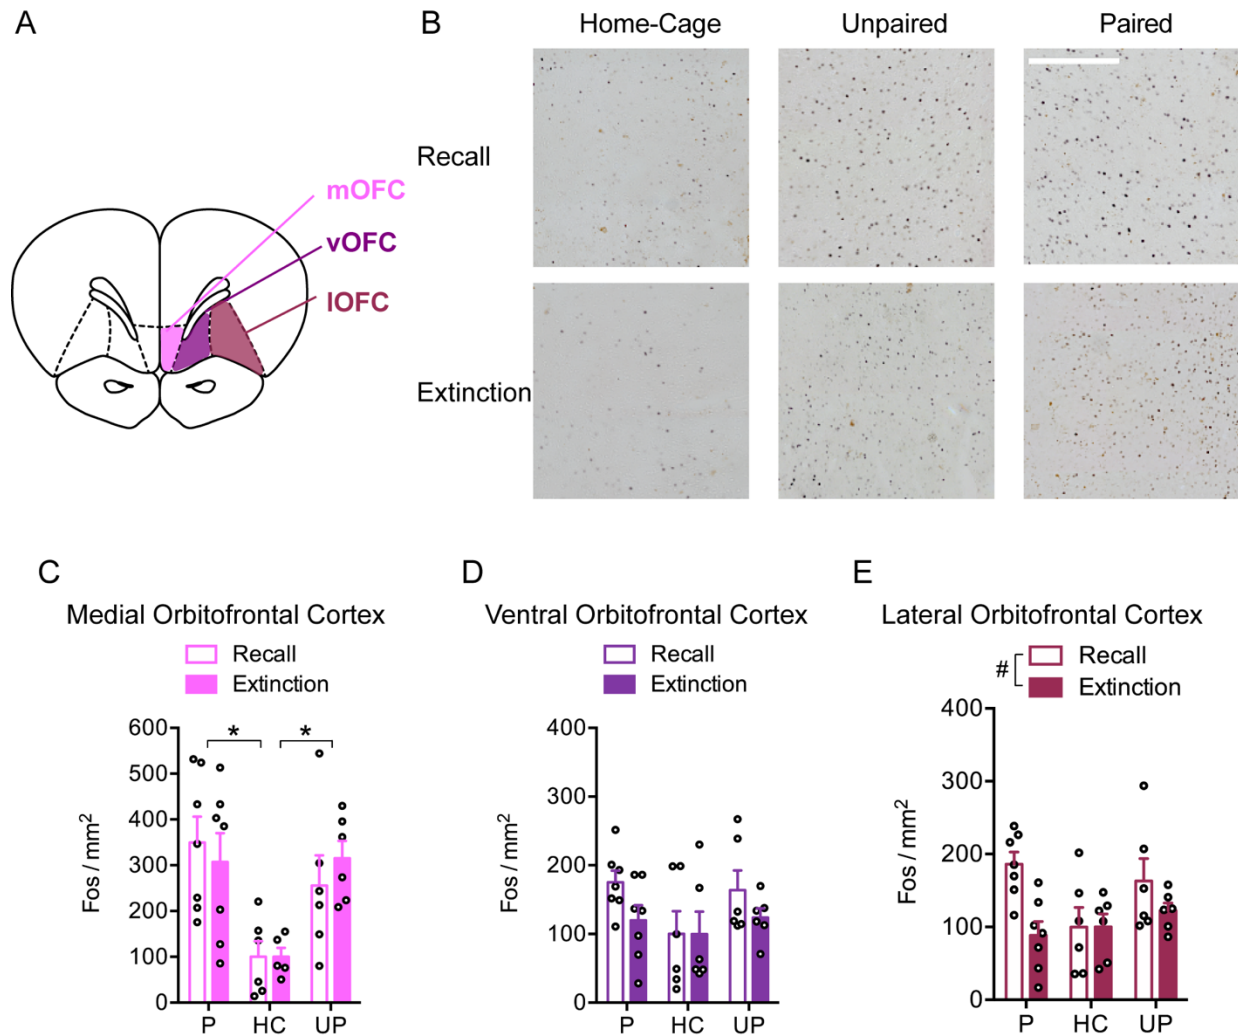 A
mOFC
vOFC
lOFC
B
Home-Cage
Unpaired
Paired
Recall
Extinction
C
Medial Orbitofrontal Cortex
Recall
Extinction
Fos / mm²
600
500
400
300
200
100
0
* *
P HC UP
D
Ventral Orbitofrontal Cortex
Recall
Extinction
Fos / mm²
400
300
200
100
0
P HC UP
E
Lateral Orbitofrontal Cortex
# Recall
Extinction
Fos / mm²
400
300
200
100
0
P HC UP